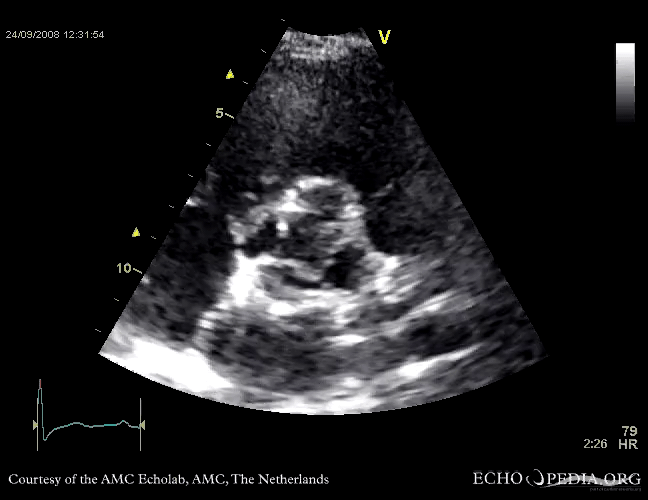 24/09/2008 12:31:54
V
5
10
79
2:26 HR
Courtesy of the AMC Echolab, AMC, The Netherlands
ECHOPEDIA.ORG